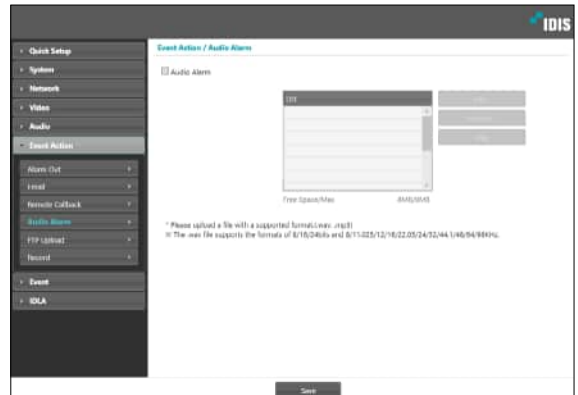 IDIS
Quick Setup
System
Network
Video
Audio
Event Action
Alarm Out
Email
Remote Callback
Audio Alarm
FTP Upload
Record
Event
IDLA
Event Action / Audio Alarm
Audio Alarm
Free Space/Max 8MB/8MB
* Please upload a file with a supported format.(.wav, .mp3)
※ The .wav file supports the formats of 8/16/24bits and 8/11.025/12/16/22.05/24/32/44.1/48/64/96KHz.
Save